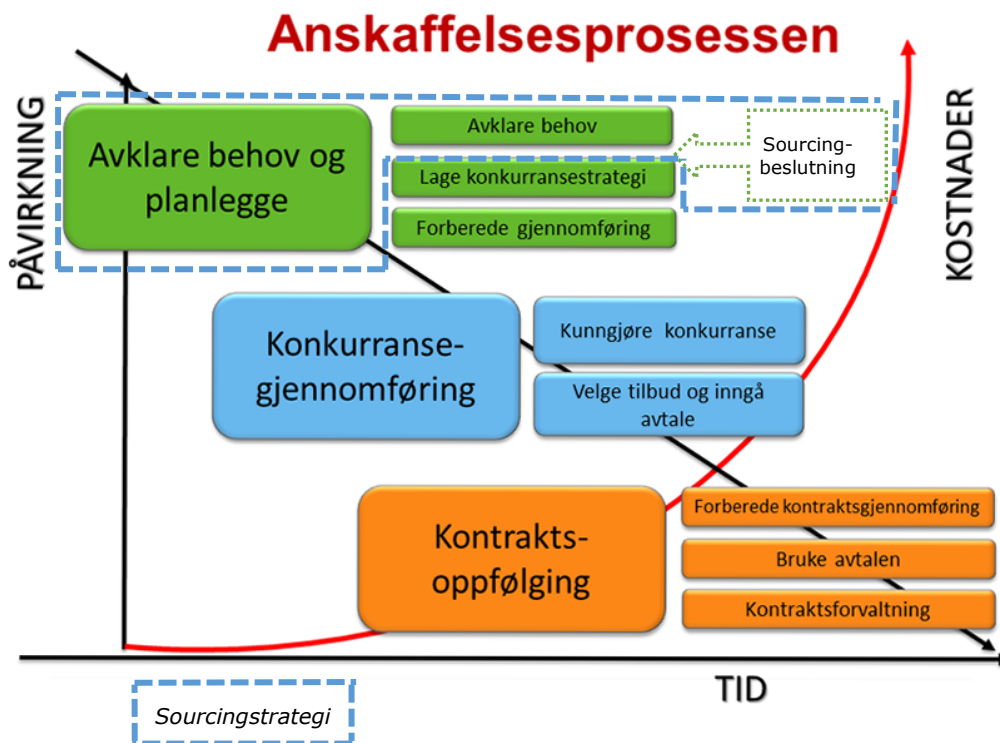 Anskaffelsesprosessen
PÅVIRKNING
KOSTNADER
Avklare behov og
planlegge
Avklare behov
Lage konkurransestrategi
Forberede gjennomføring
Sourcing-
beslutning
Konkurranse-
gjennomføring
Kunngjøre konkurranse
Velge tilbud og inngå
avtale
Kontrakts-
oppfølging
Forberede kontraktsgjennomføring
Bruke avtalen
Kontraktsforvaltning
TID
Sourcingstrategi